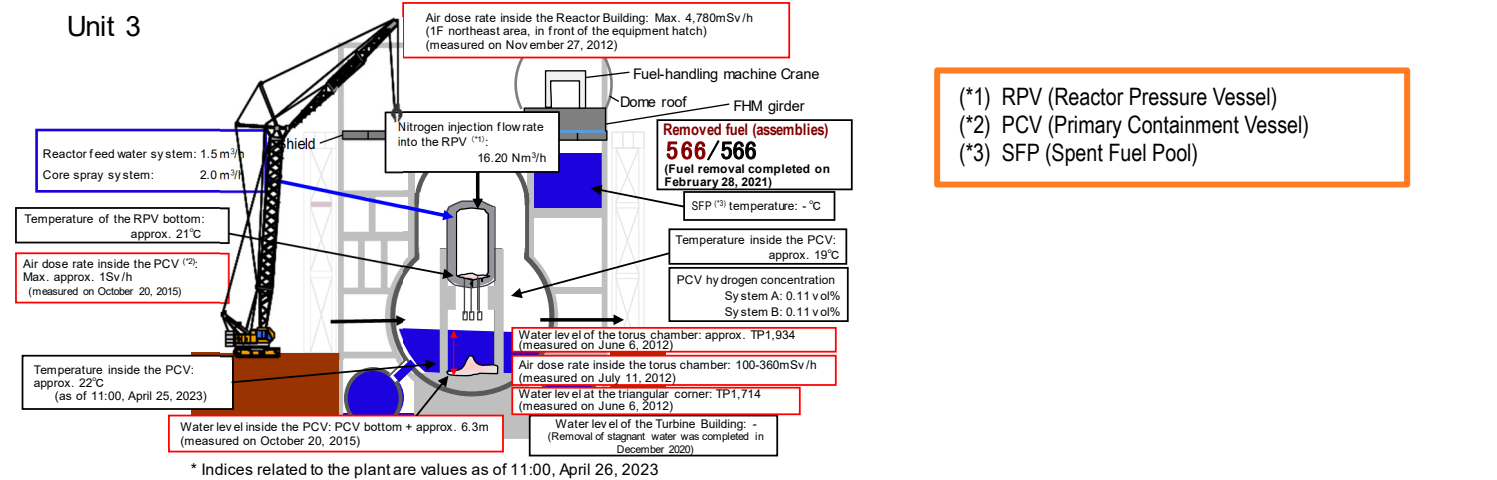 Unit 3
Air dose rate inside the Reactor Building: Max. 4,780mSv/h
(1F northeast area, in front of the equipment hatch)
(measured on November 27, 2012)
Fuel-handling machine Crane
Dome roof
FHM girder
Shield
Nitrogen injection flow rate
into the RPV (*1):
16.20 Nm³/h
Reactor feed water system: 1.5 m³/h
Core spray system: 2.0 m³/h
Removed fuel (assemblies)
566/566
(Fuel removal completed on
February 28, 2021)
SFP (*3) temperature: - °C
Temperature of the RPV bottom:
approx. 21°C
Air dose rate inside the PCV (*2):
Max. approx. 1Sv/h
(measured on October 20, 2015)
Temperature inside the PCV:
approx. 19°C
PCV hydrogen concentration
System A: 0.11 vol%
System B: 0.11 vol%
Water level of the torus chamber: approx. TP1,934
(measured on June 6, 2012)
Air dose rate inside the torus chamber: 100-360mSv/h
(measured on July 11, 2012)
Water level at the triangular corner: TP1,714
(measured on June 6, 2012)
Temperature inside the PCV:
approx. 22°C
(as of 11:00, April 25, 2023)
Water level inside the PCV: PCV bottom + approx. 6.3m
(measured on October 20, 2015)
Water level of the Turbine Building: -
(Removal of stagnant water was completed in
December 2020)
* Indices related to the plant are values as of 11:00, April 26, 2023
(*1) RPV (Reactor Pressure Vessel)
(*2) PCV (Primary Containment Vessel)
(*3) SFP (Spent Fuel Pool)